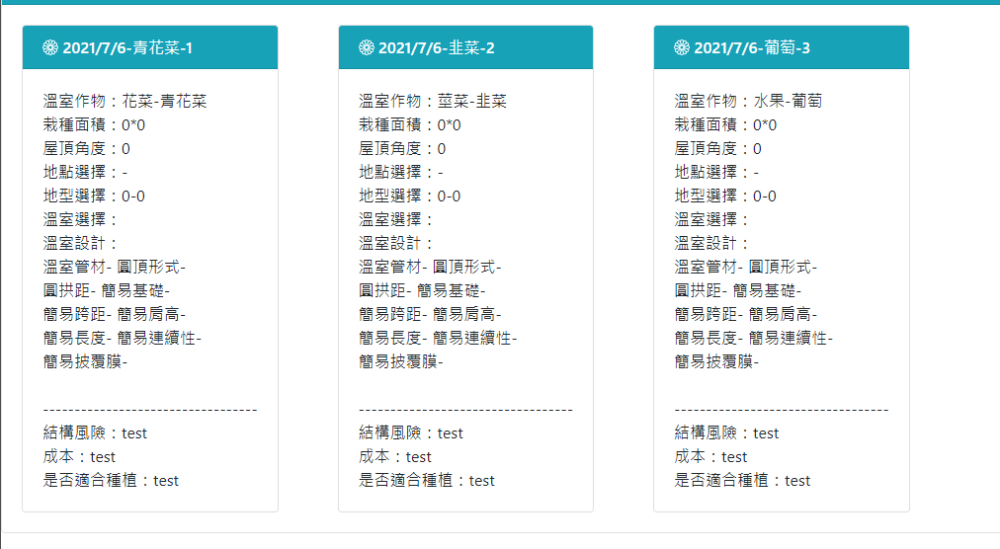 2021/7/6-青花菜-1
溫室作物：花菜-青花菜
栽種面積：0*0
屋頂角度：0
地點選擇：-
地型選擇：0-0
溫室選擇：
溫室設計：
溫室管材- 圓頂形式-
圓拱距- 簡易基礎-
簡易跨距- 簡易肩高-
簡易長度- 簡易連續性-
簡易披覆膜-
----------------------------------
結構風險：test
成本：test
是否適合種植：test
2021/7/6-韭菜-2
溫室作物：莖菜-韭菜
栽種面積：0*0
屋頂角度：0
地點選擇：-
地型選擇：0-0
溫室選擇：
溫室設計：
溫室管材- 圓頂形式-
圓拱距- 簡易基礎-
簡易跨距- 簡易肩高-
簡易長度- 簡易連續性-
簡易披覆膜-
----------------------------------
結構風險：test
成本：test
是否適合種植：test
2021/7/6-葡萄-3
溫室作物：水果-葡萄
栽種面積：0*0
屋頂角度：0
地點選擇：-
地型選擇：0-0
溫室選擇：
溫室設計：
溫室管材- 圓頂形式-
圓拱距- 簡易基礎-
簡易跨距- 簡易肩高-
簡易長度- 簡易連續性-
簡易披覆膜-
----------------------------------
結構風險：test
成本：test
是否適合種植：test